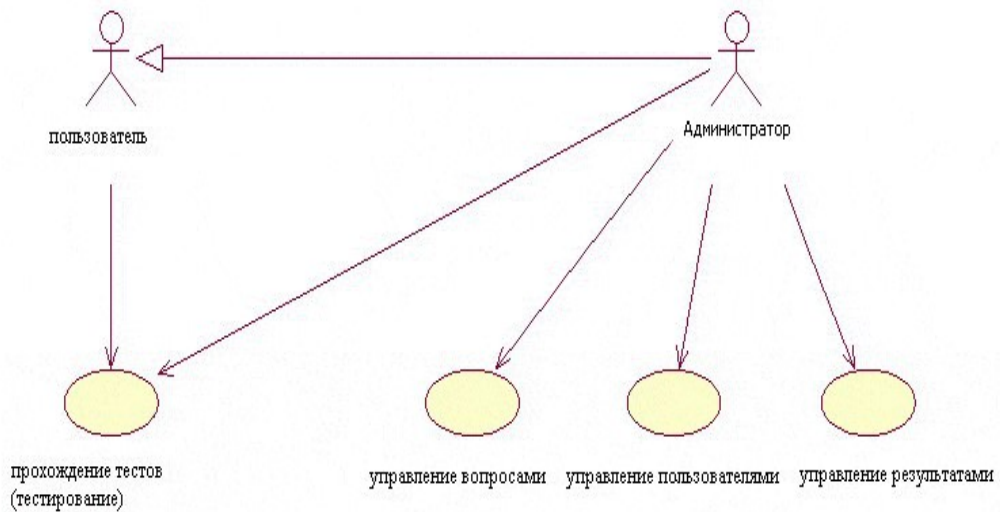 пользователь
Администратор
прохождение тестов
(тестирование)
управление вопросами
управление пользователями
управление результатами